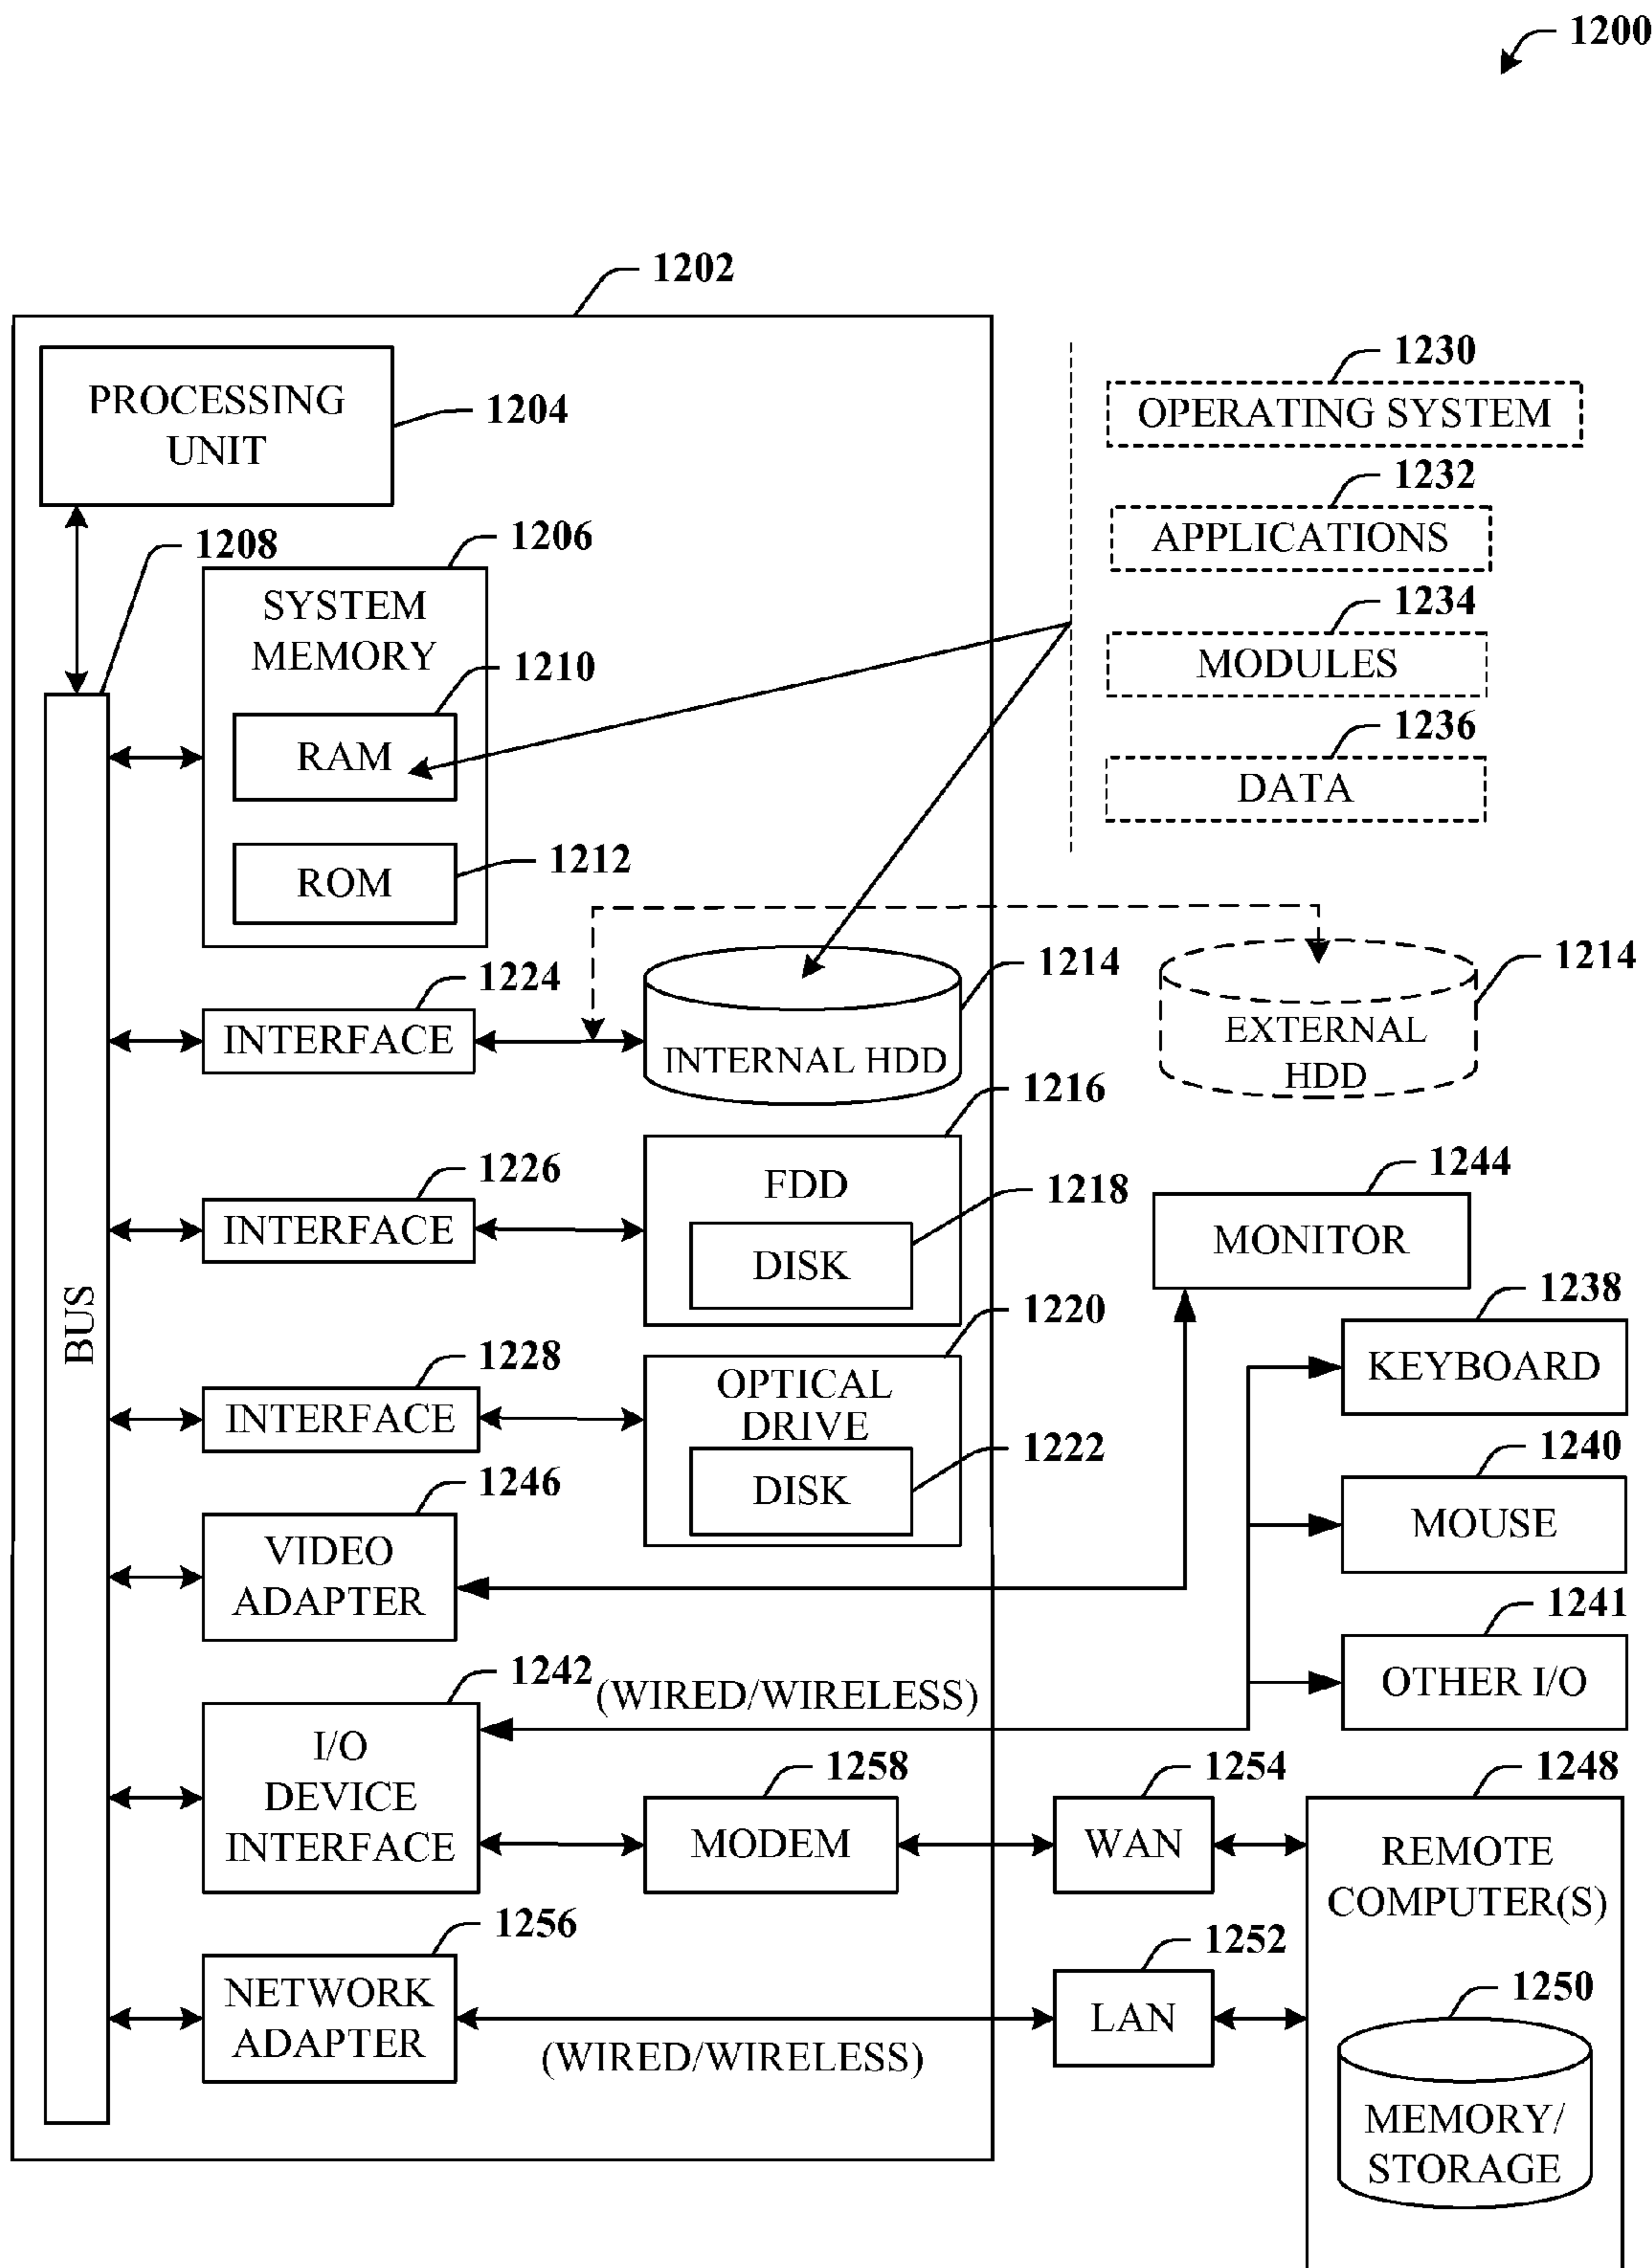 1200
1202
PROCESSING
UNIT
1204
1230
OPERATING SYSTEM
1232
APPLICATIONS
1234
MODULES
1236
DATA
1208
1206
SYSTEM
MEMORY
1210
RAM
1212
ROM
BUS
1224
INTERFACE
1214
INTERNAL HDD
1214
EXTERNAL
HDD
1216
FDD
1226
INTERFACE
1218
DISK
1244
MONITOR
1220
OPTICAL
DRIVE
1228
INTERFACE
1222
DISK
1238
KEYBOARD
1240
MOUSE
1246
VIDEO
ADAPTER
1241
OTHER I/O
1242
(WIRED/WIRELESS)
I/O
DEVICE
INTERFACE
1258
MODEM
1254
WAN
1248
REMOTE
COMPUTER(S)
1256
NETWORK
ADAPTER
(WIRED/WIRELESS)
1252
LAN
1250
MEMORY/
STORAGE